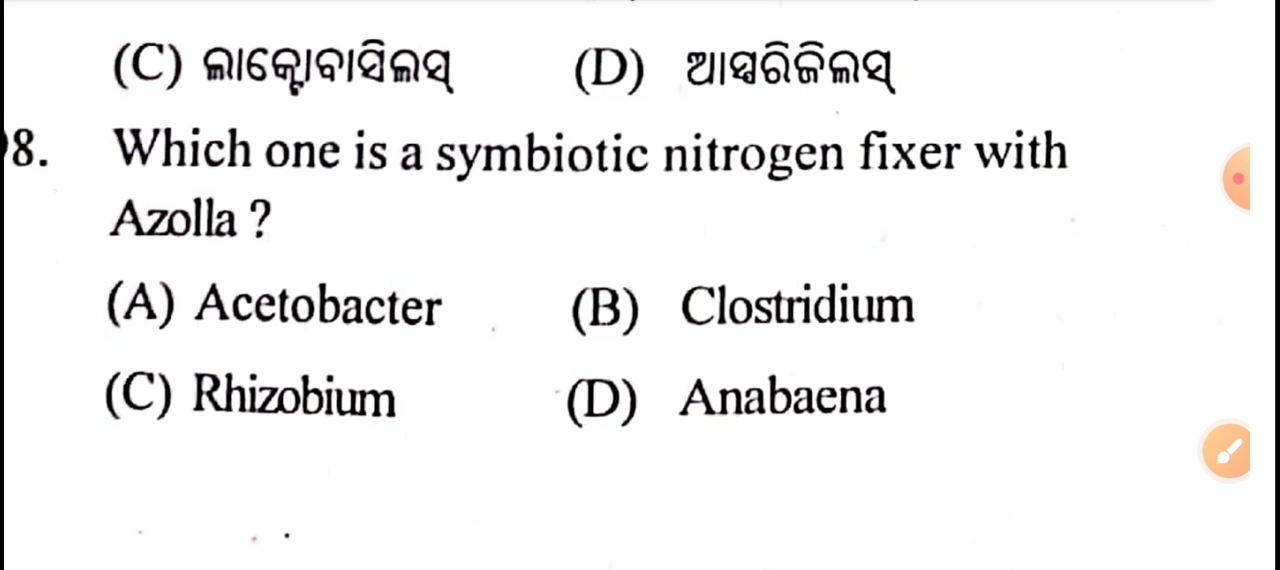 (C) ଲାକ୍ଟୋବାସିଲସ୍ (D) ଆସ୍ପରିଜିଲସ୍
8. Which one is a symbiotic nitrogen fixer with
Azolla ?
(A) Acetobacter (B) Clostridium
(C) Rhizobium (D) Anabaena